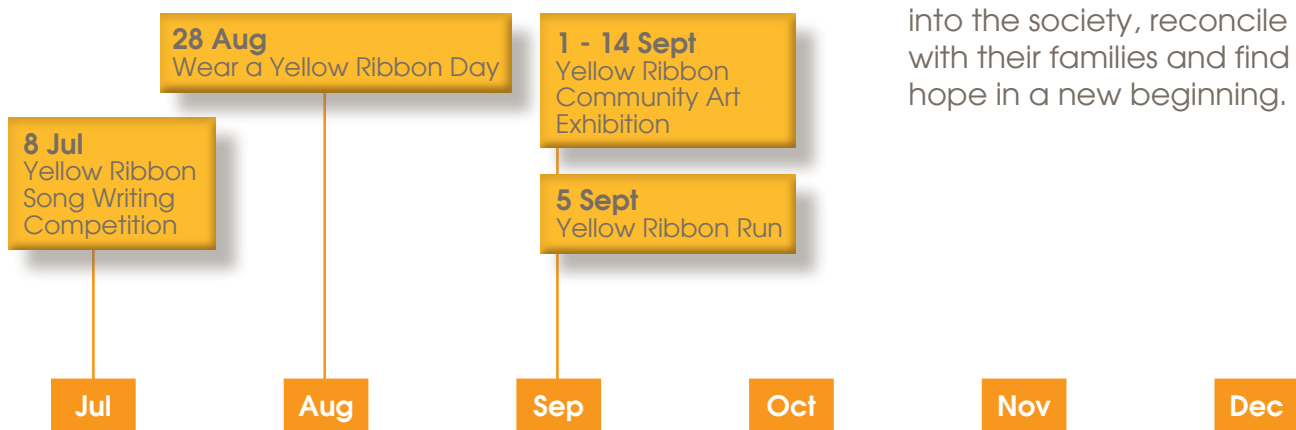 28 Aug
Wear a Yellow Ribbon Day
1 - 14 Sept
Yellow Ribbon
Community Art
Exhibition
into the society, reconcile
with their families and find
hope in a new beginning.
8 Jul
Yellow Ribbon
Song Writing
Competition
5 Sept
Yellow Ribbon Run
Jul
Aug
Sep
Oct
Nov
Dec